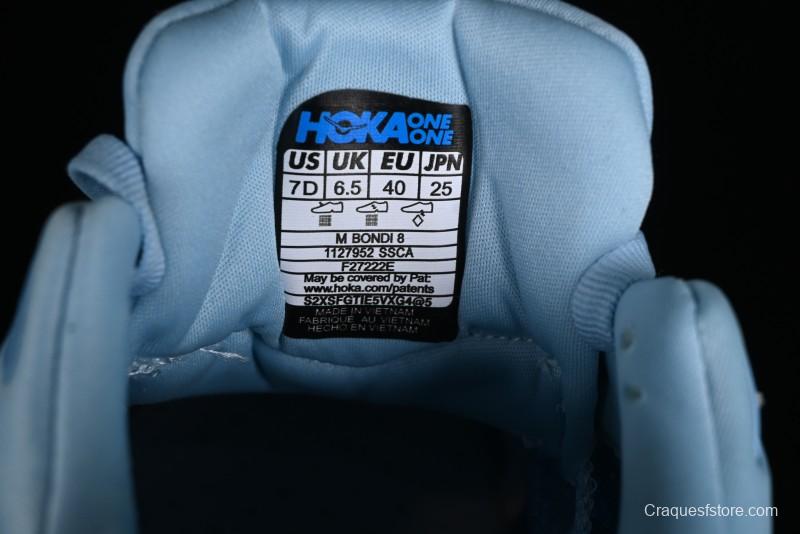 HOKA ONE ONE
US UK EU JPN
7D 6.5 40 25
M BONDI 8
1127952 SSCA
F27222E
May be covered by Pat:
www.hoka.com/patents
S2XSFGTIE5VXG4@5
MADE IN VIETNAM
FABRIQUE AU VIETNAM
HECHO EN VIETNAM
Craquesfstore.com/